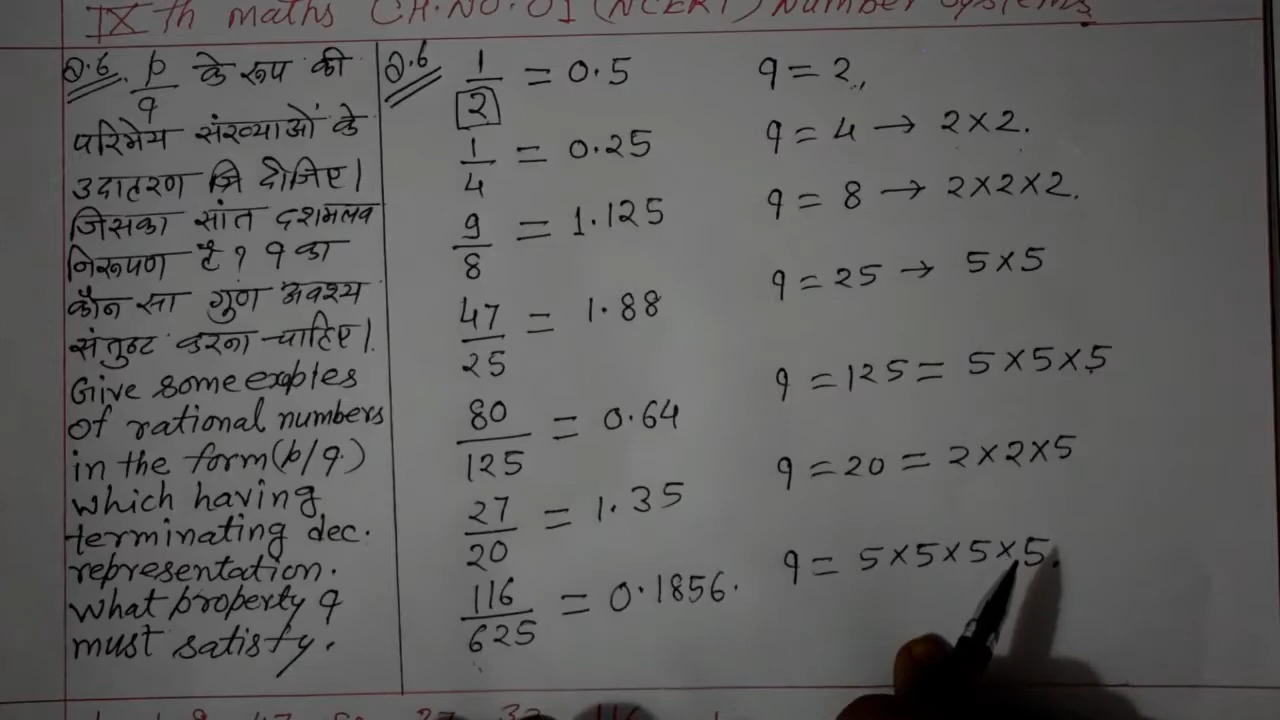 IXth maths CH.NO.01 (NCERT) Number Systems
Q.6. p/q के रूप की
परिमेय संख्याओं के
उदाहरण दीजिए।
जिसका सांत दशमलव
निरूपण है? q का
कौन सा गुण अवश्य
संतुष्ट करना चाहिए।
Give some exaples
of rational numbers
in the form (p/q)
which having
terminating dec.
representation.
What property q
must satisfy.
Q.6 1/2 = 0.5 q = 2,,
1/4 = 0.25 q = 4 → 2×2.
9/8 = 1.125 q = 8 → 2×2×2.
47/25 = 1.88 q = 25 → 5×5
80/125 = 0.64 q = 125 = 5×5×5
27/20 = 1.35 q = 20 = 2×2×5
116/625 = 0.1856. q = 5×5×5×5.